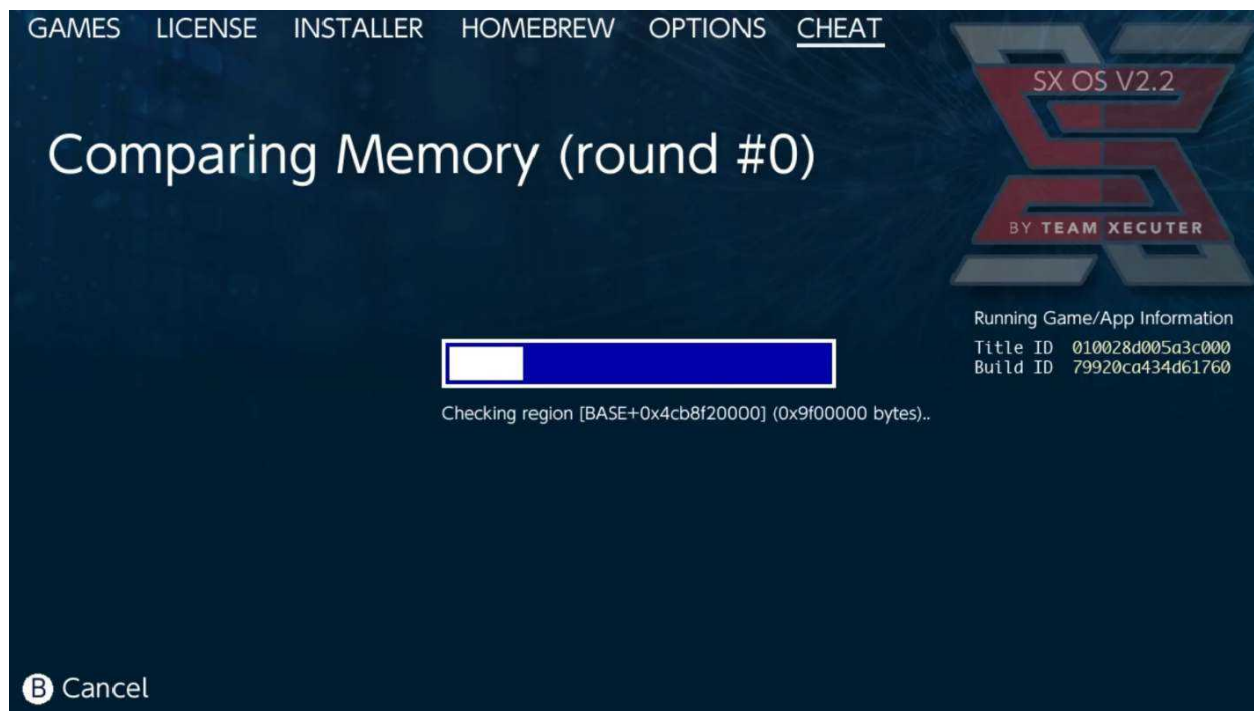 GAMES LICENSE INSTALLER HOMEBREW OPTIONS CHEAT
SX OS V2.2
BY TEAM XECUTER
Comparing Memory (round #0)
Running Game/App Information
Title ID 010028d005a3c000
Build ID 79920ca434d61760
Checking region [BASE+0x4cb8f20000] (0x9f00000 bytes)..
B Cancel